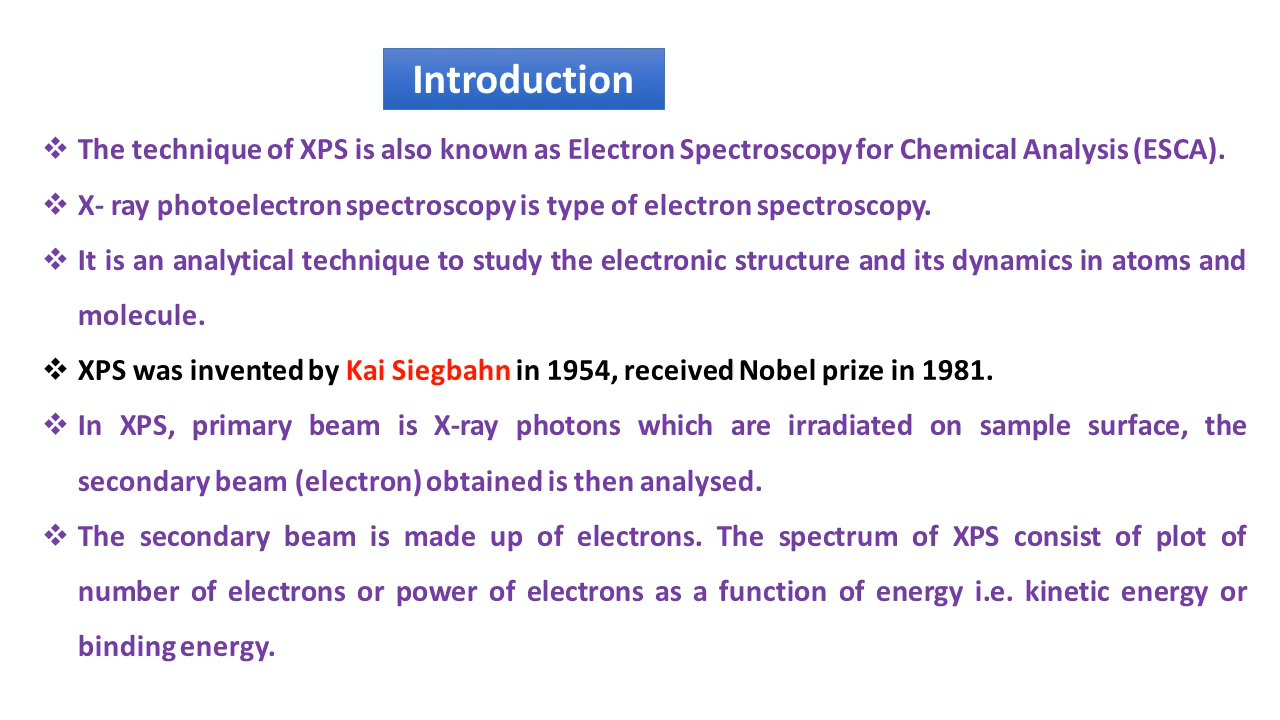 Introduction
❖ The technique of XPS is also known as Electron Spectroscopy for Chemical Analysis (ESCA).
❖ X- ray photoelectron spectroscopy is type of electron spectroscopy.
❖ It is an analytical technique to study the electronic structure and its dynamics in atoms and
molecule.
❖ XPS was invented by Kai Siegbahn in 1954, received Nobel prize in 1981.
❖ In XPS, primary beam is X-ray photons which are irradiated on sample surface, the
secondary beam (electron) obtained is then analysed.
❖ The secondary beam is made up of electrons. The spectrum of XPS consist of plot of
number of electrons or power of electrons as a function of energy i.e. kinetic energy or
binding energy.